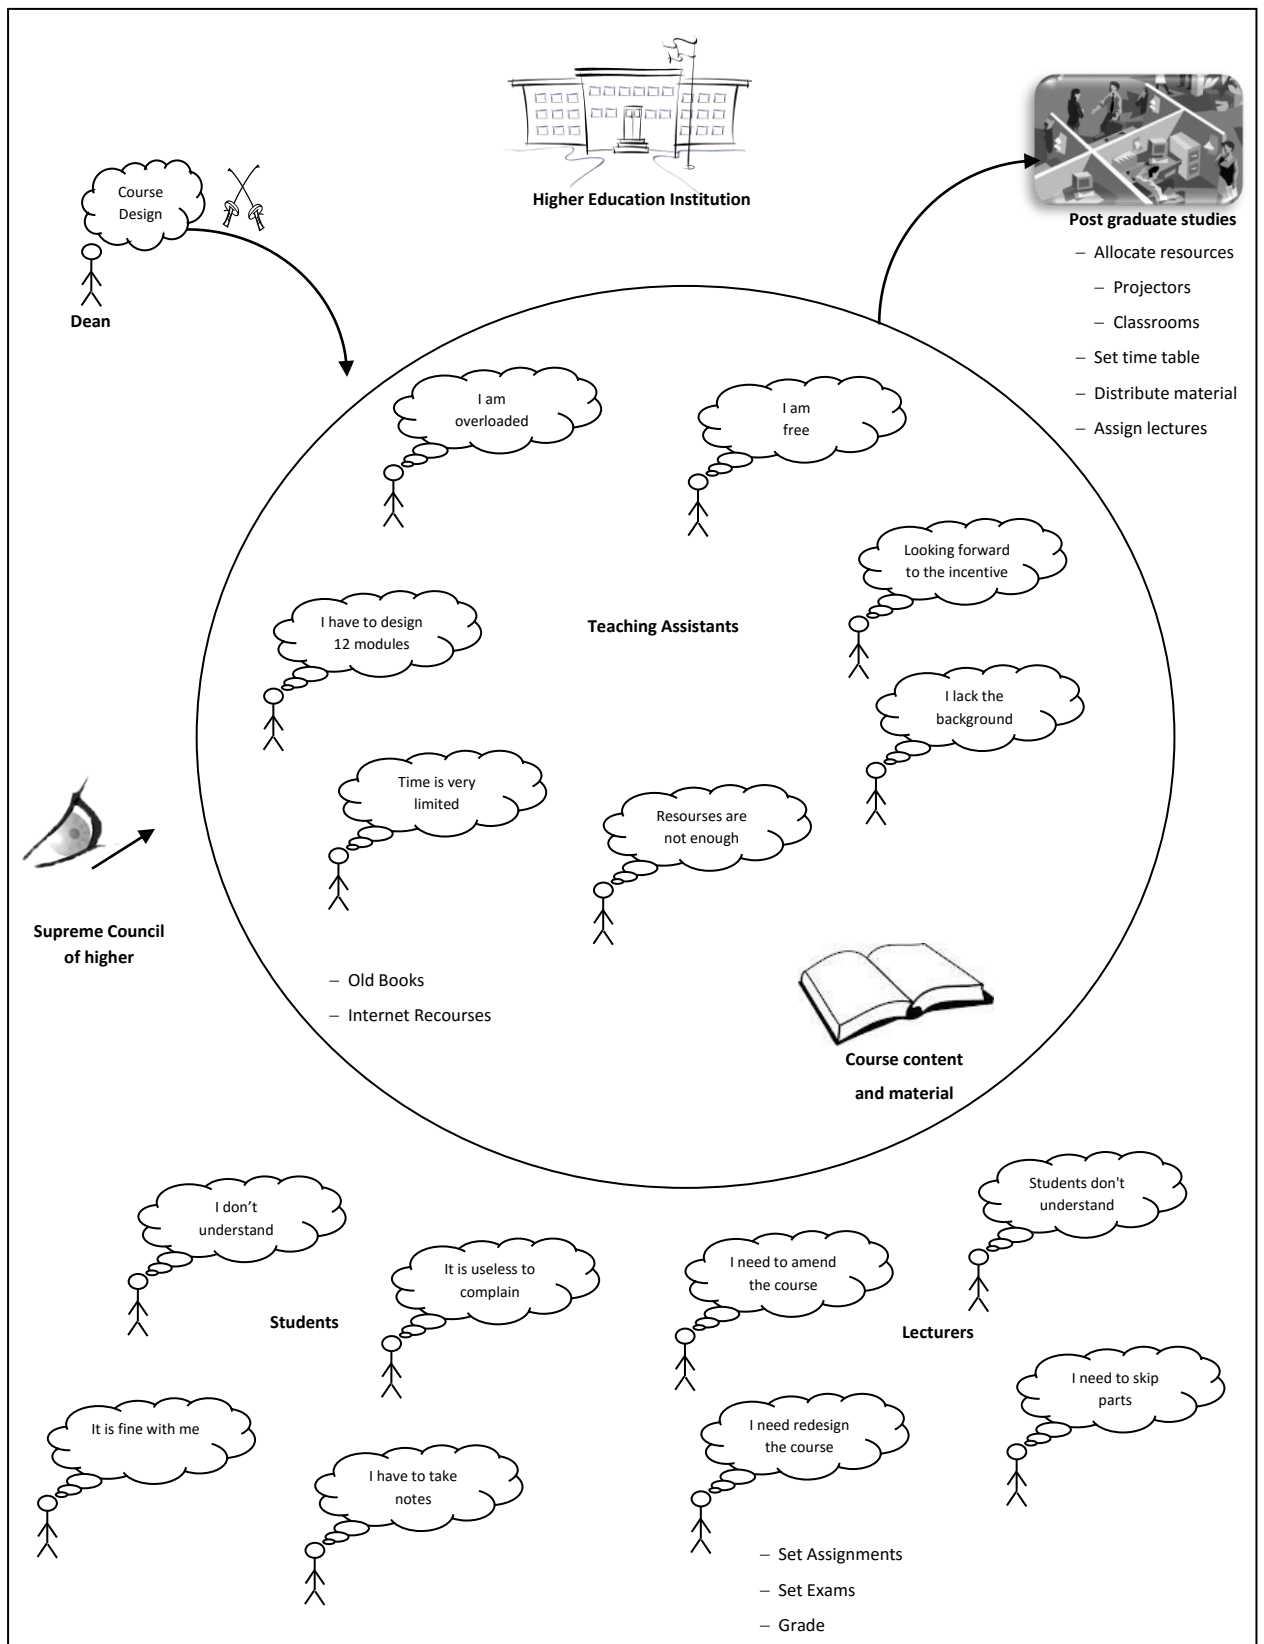 Higher Education Institution
Course
Design
Dean
Post graduate studies
– Allocate resources
– Projectors
– Classrooms
– Set time table
– Distribute material
– Assign lectures
I am
overloaded
I am
free
Looking forward
to the incentive
I have to design
12 modules
Teaching Assistants
I lack the
background
Time is very
limited
Resourses are
not enough
Supreme Council
of higher
– Old Books
– Internet Recourses
Course content
and material
I don’t
understand
Students don't
understand
It is useless to
complain
I need to amend
the course
Students
Lecturers
It is fine with me
I have to take
notes
I need redesign
the course
I need to skip
parts
– Set Assignments
– Set Exams
– Grade